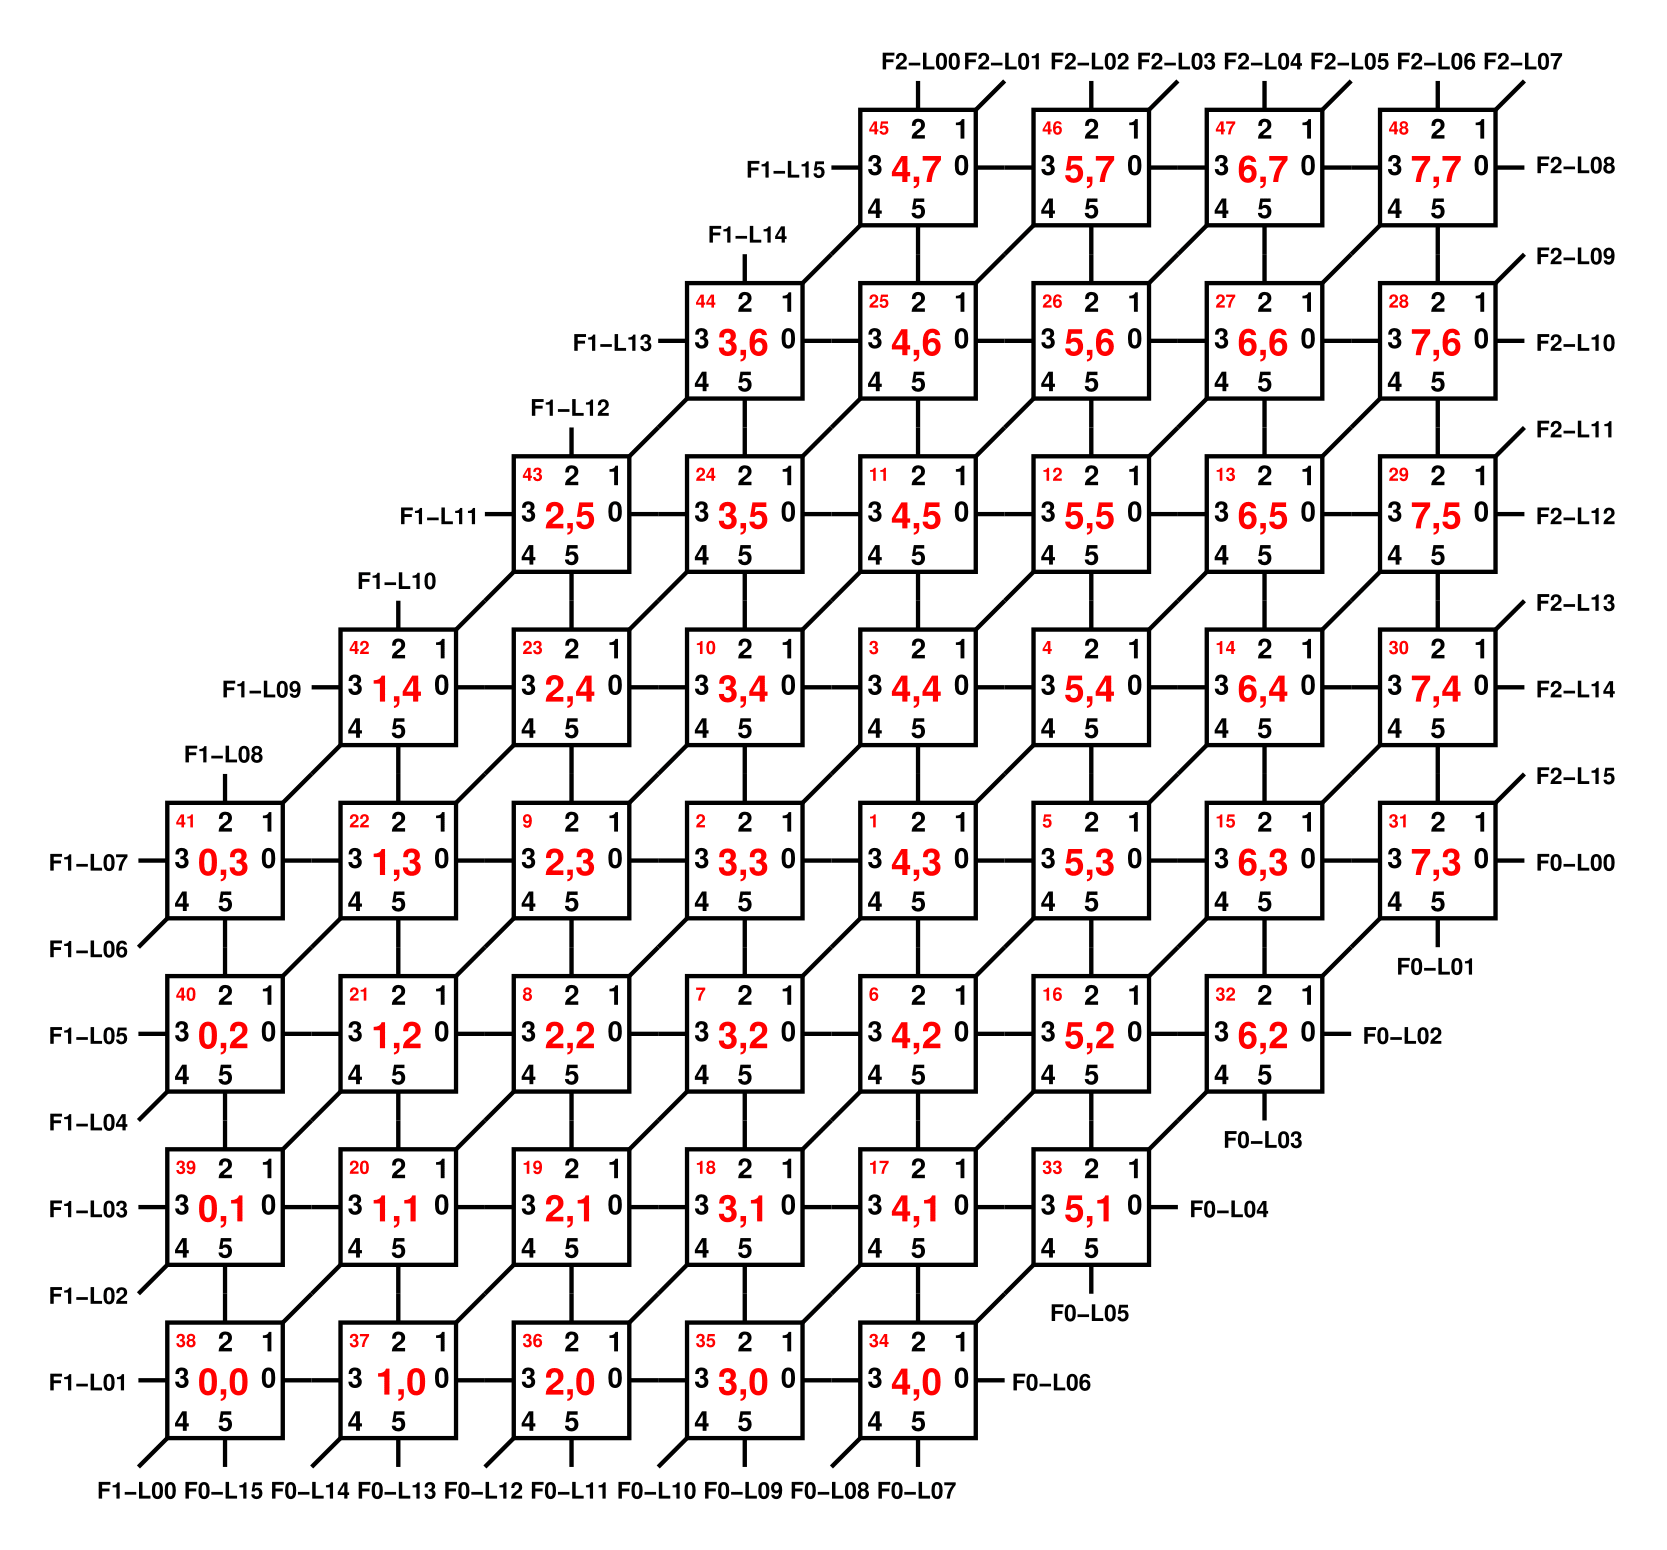 F2–L00 F2–L01 F2–L02 F2–L03 F2–L04 F2–L05 F2–L06 F2–L07
45 2 1 46 2 1 47 2 1 48 2 1
F1–L15 3 4,7 0 3 5,7 0 3 6,7 0 3 7,7 0 F2–L08
4 5 4 5 4 5 4 5
F1–L14 F2–L09
44 2 1 25 2 1 26 2 1 27 2 1 28 2 1
F1–L13 3 3,6 0 3 4,6 0 3 5,6 0 3 6,6 0 3 7,6 0 F2–L10
4 5 4 5 4 5 4 5 4 5
F1–L12 F2–L11
43 2 1 24 2 1 11 2 1 12 2 1 13 2 1 29 2 1
F1–L11 3 2,5 0 3 3,5 0 3 4,5 0 3 5,5 0 3 6,5 0 3 7,5 0 F2–L12
4 5 4 5 4 5 4 5 4 5 4 5
F1–L10 F2–L13
42 2 1 23 2 1 10 2 1 3 2 1 4 2 1 14 2 1 30 2 1
F1–L09 3 1,4 0 3 2,4 0 3 3,4 0 3 4,4 0 3 5,4 0 3 6,4 0 3 7,4 0 F2–L14
4 5 4 5 4 5 4 5 4 5 4 5 4 5
F1–L08 F2–L15
41 2 1 22 2 1 9 2 1 2 2 1 1 2 1 5 2 1 15 2 1 31 2 1
F1–L07 3 0,3 0 3 1,3 0 3 2,3 0 3 3,3 0 3 4,3 0 3 5,3 0 3 6,3 0 3 7,3 0 F0–L00
4 5 4 5 4 5 4 5 4 5 4 5 4 5 4 5
F1–L06 F0–L01
40 2 1 21 2 1 8 2 1 7 2 1 6 2 1 16 2 1 32 2 1
F1–L05 3 0,2 0 3 1,2 0 3 2,2 0 3 3,2 0 3 4,2 0 3 5,2 0 3 6,2 0 F0–L02
4 5 4 5 4 5 4 5 4 5 4 5 4 5
F1–L04 F0–L03
39 2 1 20 2 1 19 2 1 18 2 1 17 2 1 33 2 1
F1–L03 3 0,1 0 3 1,1 0 3 2,1 0 3 3,1 0 3 4,1 0 3 5,1 0 F0–L04
4 5 4 5 4 5 4 5 4 5 4 5
F1–L02 F0–L05
38 2 1 37 2 1 36 2 1 35 2 1 34 2 1
F1–L01 3 0,0 0 3 1,0 0 3 2,0 0 3 3,0 0 3 4,0 0 F0–L06
4 5 4 5 4 5 4 5 4 5
F1–L00 F0–L15 F0–L14 F0–L13 F0–L12 F0–L11 F0–L10 F0–L09 F0–L08 F0–L07